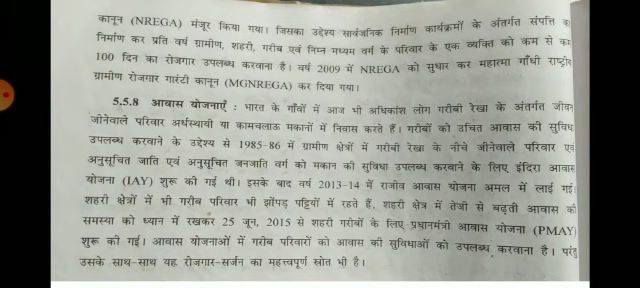 कानून (NREGA) मंजूर किया गया। जिसका उद्देश्य सार्वजनिक निर्माण कार्यक्रमों के अंतर्गत संपत्ति का
निर्माण कर प्रति वर्ष ग्रामीण, शहरी, गरीब एवं निम्न मध्यम वर्ग के परिवार के एक व्यक्ति को कम से कम
100 दिन का रोजगार उपलब्ध करवाना है। वर्ष 2009 में NREGA को सुधार कर महात्मा गाँधी राष्ट्रीय
ग्रामीण रोजगार गारंटी कानून (MGNREGA) कर दिया गया।
5.5.8 आवास योजनाएँ : भारत के गाँवों में आज भी अधिकांश लोग गरीबी रेखा के अंतर्गत जीवन
जीनेवाले परिवार अर्धस्थायी या कामचलाऊ मकानों में निवास करते हैं। गरीबों को उचित आवास की सुविधा
उपलब्ध करवाने के उद्देश्य से 1985-86 में ग्रामीण क्षेत्रों में गरीबी रेखा के नीचे जीनेवाले परिवार एवं
अनुसूचित जाति एवं अनुसूचित जनजाति वर्ग को मकान की सुविधा उपलब्ध करवाने के लिए इंदिरा आवास
योजना (IAY) शुरू की गई थी। इसके बाद वर्ष 2013-14 में राजीव आवास योजना अमल में लाई गई।
शहरी क्षेत्रों में भी गरीब परिवार भी झोंपड़ पट्टियों में रहते हैं, शहरी क्षेत्र में तेजी से बढ़ती आवास की
समस्या को ध्यान में रखकर 25 जून, 2015 से शहरी गरीबों के लिए प्रधानमंत्री आवास योजना (PMAY)
शुरू की गई। आवास योजनाओं में गरीब परिवारों को आवास की सुविधाओं को उपलब्ध करवाना है। परंतु
उसके साथ-साथ यह रोजगार-सर्जन का महत्त्वपूर्ण स्रोत भी है।